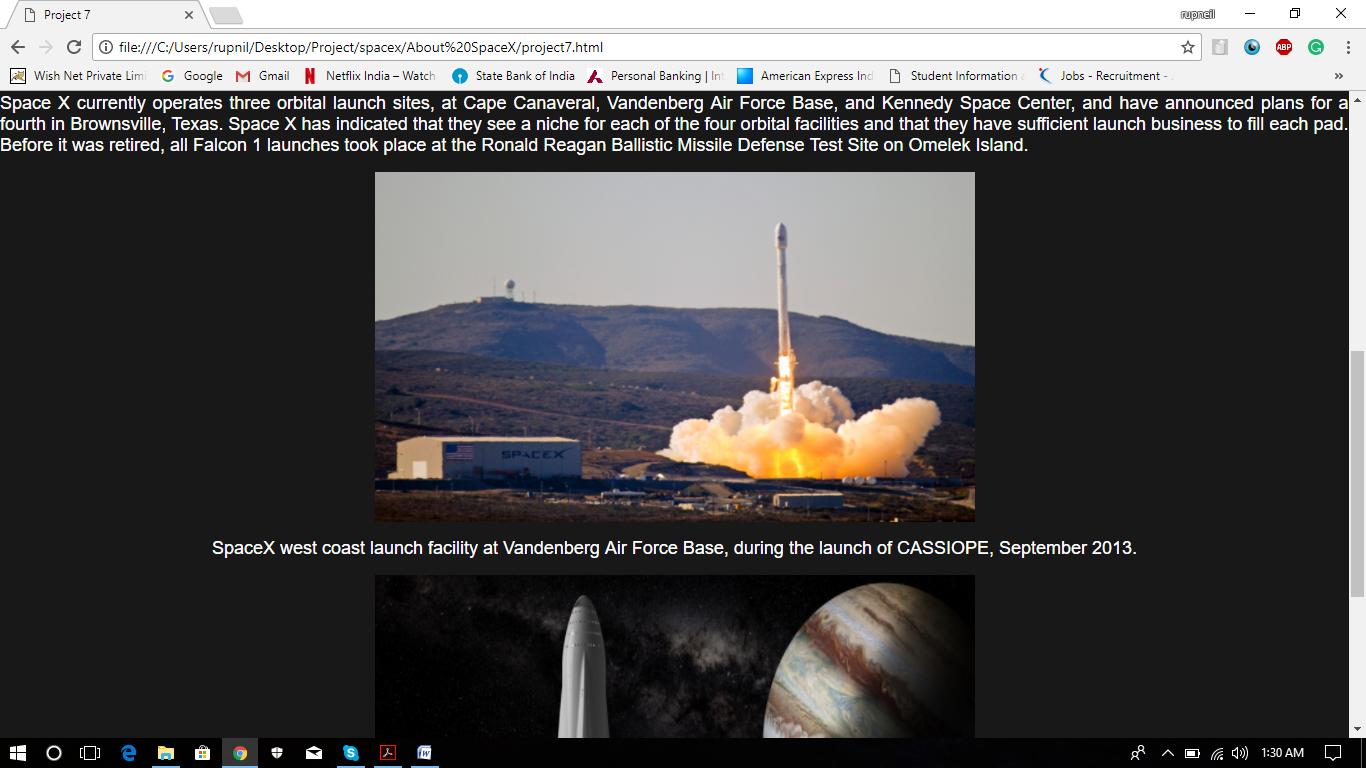 Project 7
rupneil
file:///C:/Users/rupnil/Desktop/Project/spacex/About%20SpaceX/project7.html
Wish Net Private Lim
Google
Gmail
Netflix India – Watch
State Bank of India
Personal Banking | Int
American Express Ind
Student Information a
Jobs - Recruitment -
»
Space X currently operates three orbital launch sites, at Cape Canaveral, Vandenberg Air Force Base, and Kennedy Space Center, and have announced plans for a
fourth in Brownsville, Texas. Space X has indicated that they see a niche for each of the four orbital facilities and that they have sufficient launch business to fill each pad.
Before it was retired, all Falcon 1 launches took place at the Ronald Reagan Ballistic Missile Defense Test Site on Omelek Island.
SPACEX
SpaceX west coast launch facility at Vandenberg Air Force Base, during the launch of CASSIOPE, September 2013.
1:30 AM